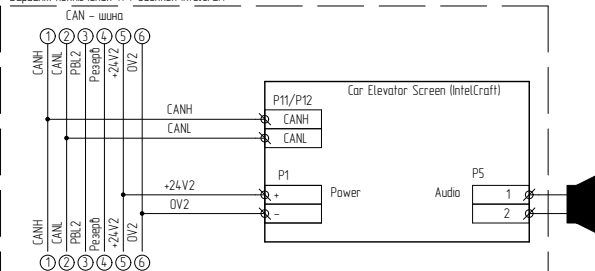 CAN - шина
1 2 3 4 5 6
CANH
CANL
PBL2
Резерв
+24V2
0V2
CANH
CANL
+24V2
0V2
Car Elevator Screen (IntelCraft)
P11/P12
CANH
CANL
P1
+
-
Power
Audio
P5
1
2
CANH
CANL
PBL2
Резерв
+24V2
0V2
1 2 3 4 5 6